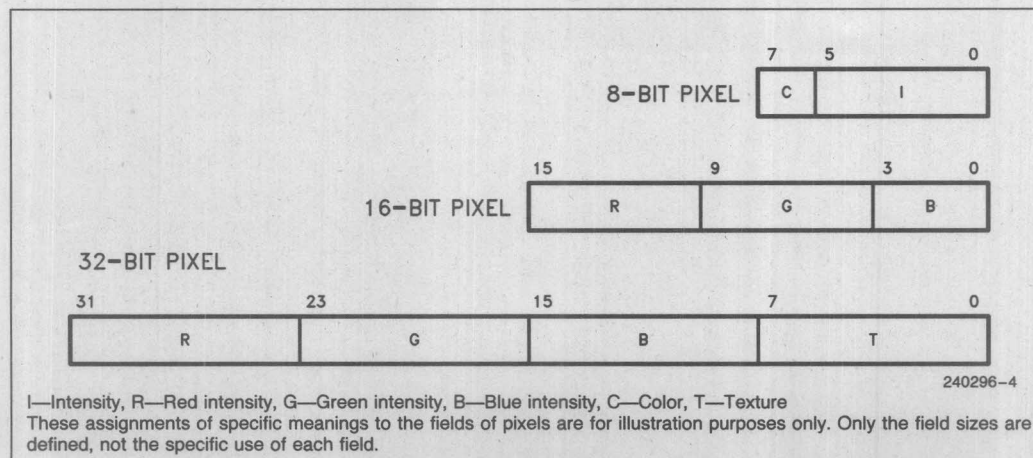 7 5 0
8-BIT PIXEL C I
15 9 3 0
16-BIT PIXEL R G B
32-BIT PIXEL
31 23 15 7 0
R G B T
240296-4
I—Intensity, R—Red intensity, G—Green intensity, B—Blue intensity, C—Color, T—Texture
These assignments of specific meanings to the fields of pixels are for illustration purposes only. Only the field sizes are
defined, not the specific use of each field.